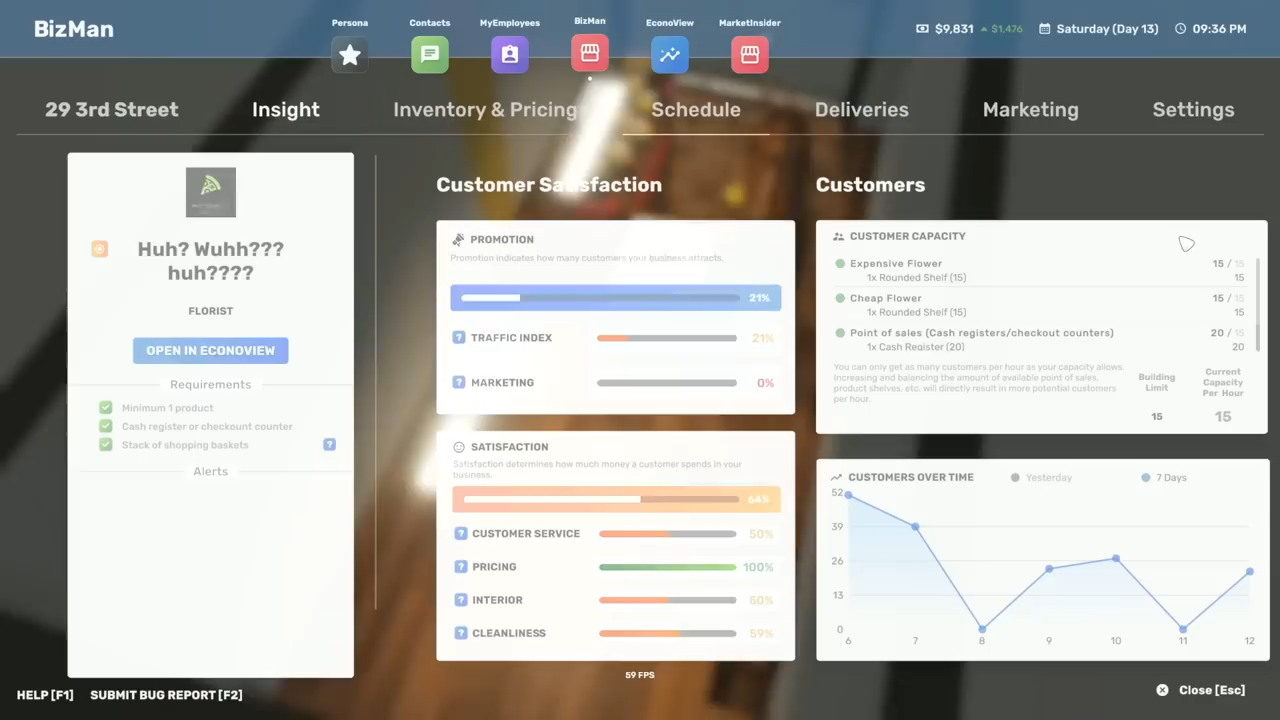 BizMan
Persona
Contacts
MyEmployees
BizMan
EconoView
MarketInsider
$9,831
$1.476
Saturday (Day 13)
09:36 PM
29 3rd Street
Insight
Inventory & Pricing
Schedule
Deliveries
Marketing
Settings
Huh? Wuhh???
huh????
FLORIST
OPEN IN ECONOVIEW
Requirements
Minimum 1 product
Cash register or checkount counter
Stack of shopping baskets
?
Alerts
Customer Satisfaction
PROMOTION
Promotion indicates how many customers your business attracts.
21%
? TRAFFIC INDEX 21%
? MARKETING 0%
SATISFACTION
Satisfaction determines how much money a customer spends in your
business.
64%
? CUSTOMER SERVICE 50%
? PRICING 100%
? INTERIOR 50%
? CLEANLINESS 59%
Customers
CUSTOMER CAPACITY
Expensive Flower 15 / 15
1x Rounded Shelf (15) 15
Cheap Flower 15 / 15
1x Rounded Shelf (15) 15
Point of sales (Cash registers/checkout counters) 20 / 15
1x Cash Register (20) 20
You can only get as many customers per hour as your capacity allows.
Increasing and balancing the amount of available point of sales,
product shelves, etc. will directly result in more potential customers
per hour.
Building
Limit
15
Current
Capacity
Per Hour
15
CUSTOMERS OVER TIME
Yesterday
7 Days
52
39
26
13
0
6 7 8 9 10 11 12
59 FPS
HELP [F1]
SUBMIT BUG REPORT [F2]
Close [Esc]